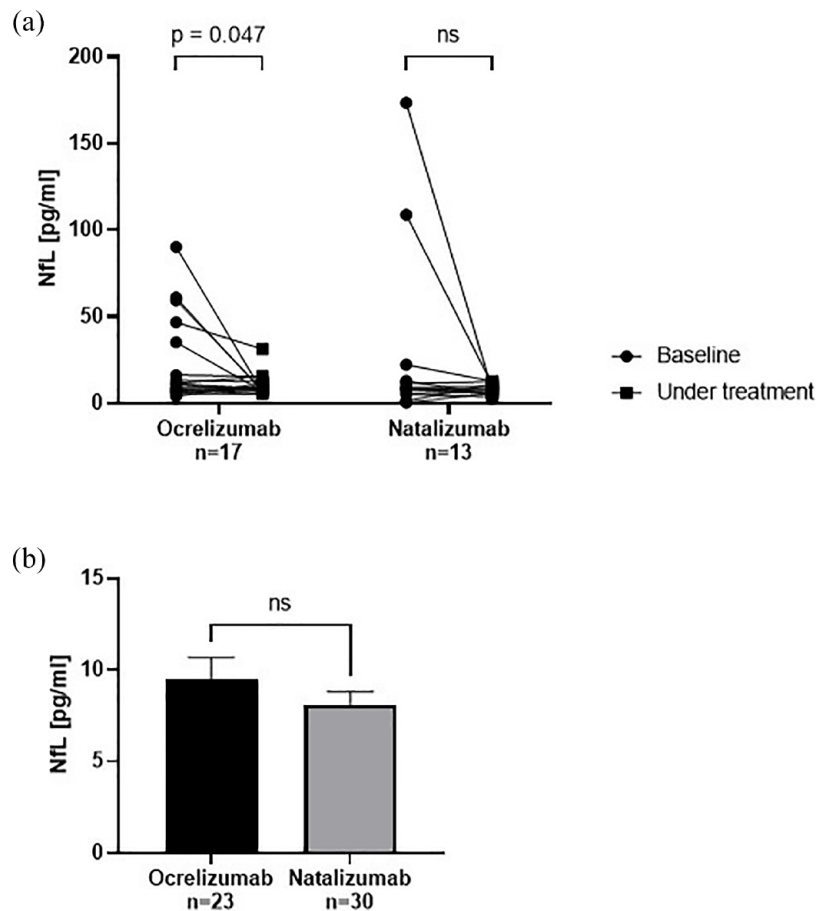 (a)
p = 0.047
ns
200
150
100
50
0
NfL [pg/ml]
Ocrelizumab
n=17
Natalizumab
n=13
Baseline
Under treatment
(b)
15
10
5
0
NfL [pg/ml]
ns
Ocrelizumab
n=23
Natalizumab
n=30